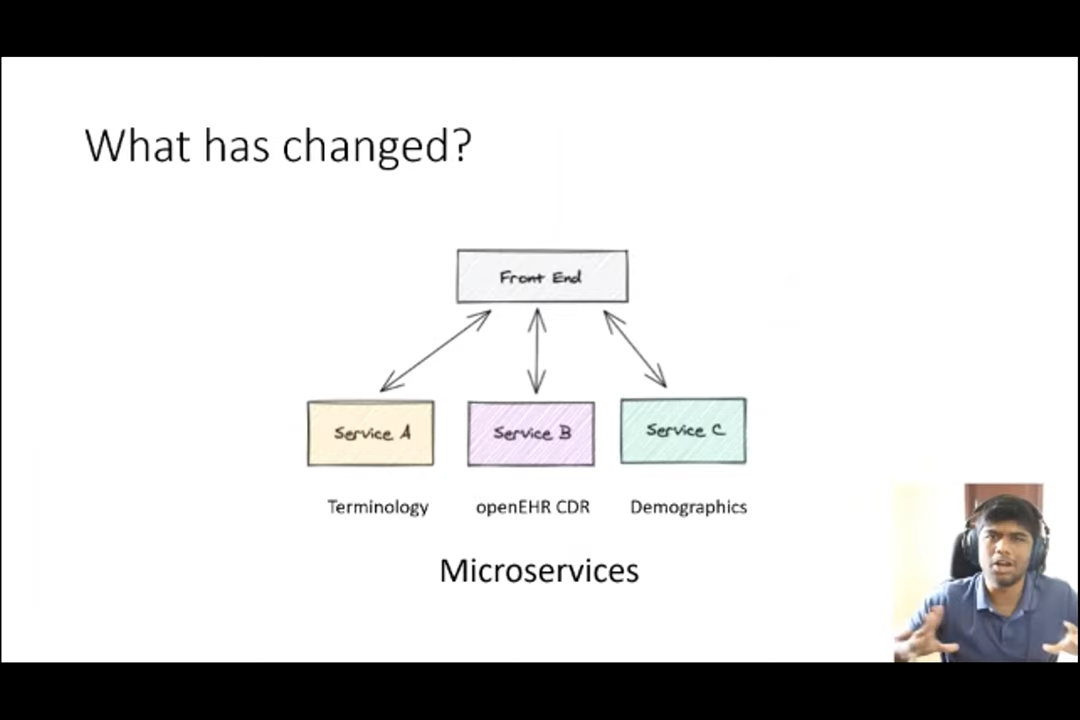 What has changed?
Front End
Service A
Service B
Service C
Terminology
openEHR CDR
Demographics
Microservices